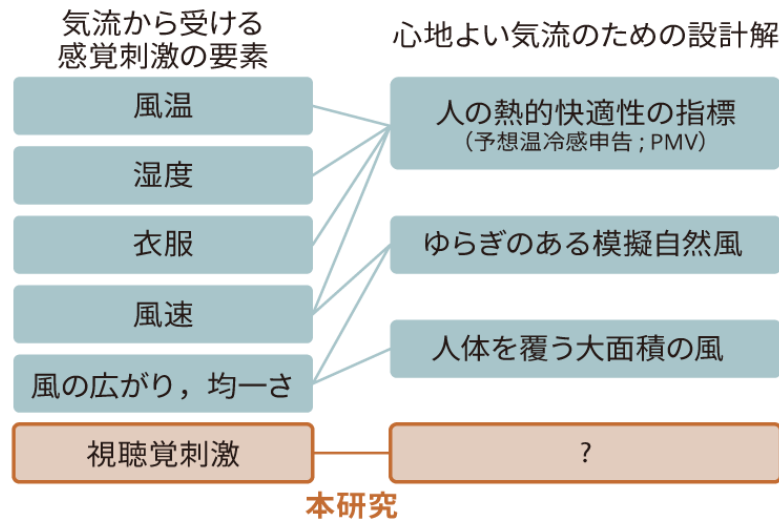 気流から受ける
感覚刺激の要素
心地よい気流のための設計解
風温
湿度
衣服
風速
風の広がり，均一さ
視聴覚刺激
人の熱的快適性の指標
（予想温冷感申告 ; PMV）
ゆらぎのある模擬自然風
人体を覆う大面積の風
?
本研究